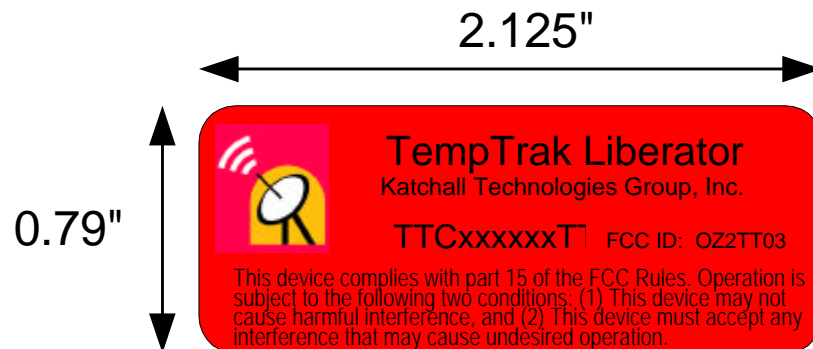 2.125"
0.79"
TempTrak Liberator
Katchall Technologies Group, Inc.
TTCxxxxxxTT FCC ID: OZ2TT03
This device complies with part 15 of the FCC Rules. Operation is
subject to the following two conditions: (1) This device may not
cause harmful interference, and (2) This device must accept any
interference that may cause undesired operation.